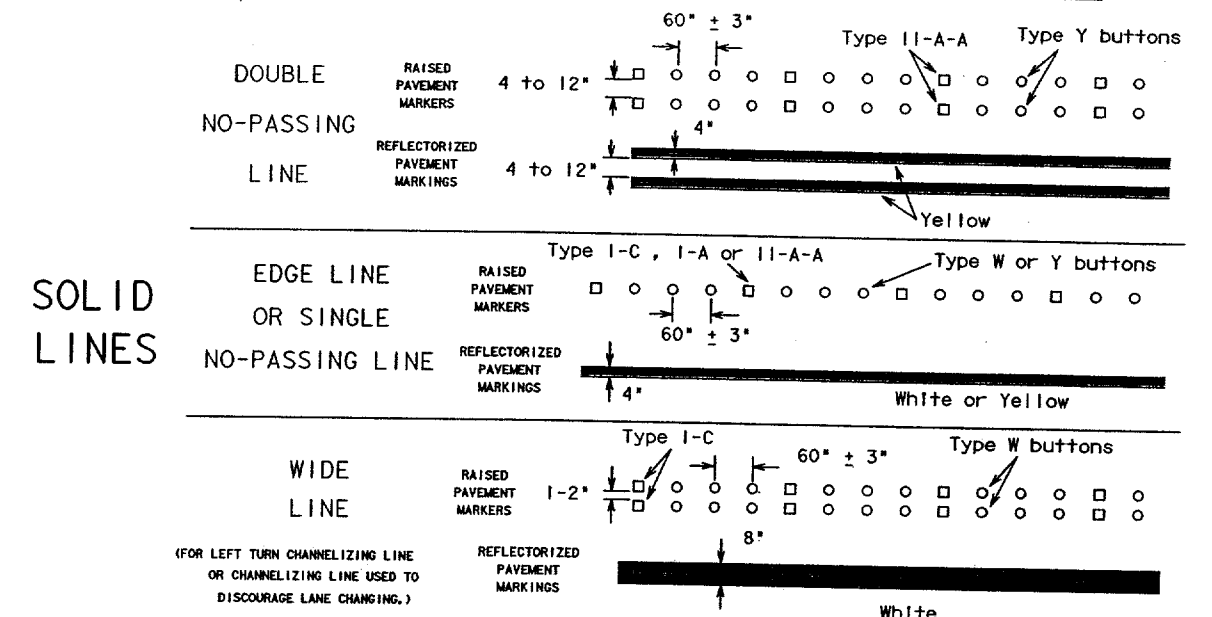 SOLID
LINES
DOUBLE
NO-PASSING
LINE
RAISED
PAVEMENT
MARKERS
4 to 12"
60" ± 3"
Type II-A-A
Type Y buttons
REFLECTORIZED
PAVEMENT
MARKINGS
4 to 12"
4"
Yellow
EDGE LINE
OR SINGLE
NO-PASSING LINE
RAISED
PAVEMENT
MARKERS
Type I-C , I-A or II-A-A
Type W or Y buttons
60" ± 3"
REFLECTORIZED
PAVEMENT
MARKINGS
4"
White or Yellow
WIDE
LINE
(FOR LEFT TURN CHANNELIZING LINE
OR CHANNELIZING LINE USED TO
DISCOURAGE LANE CHANGING.)
RAISED
PAVEMENT
MARKERS
1-2"
Type I-C
60" ± 3"
Type W buttons
REFLECTORIZED
PAVEMENT
MARKINGS
8"
White